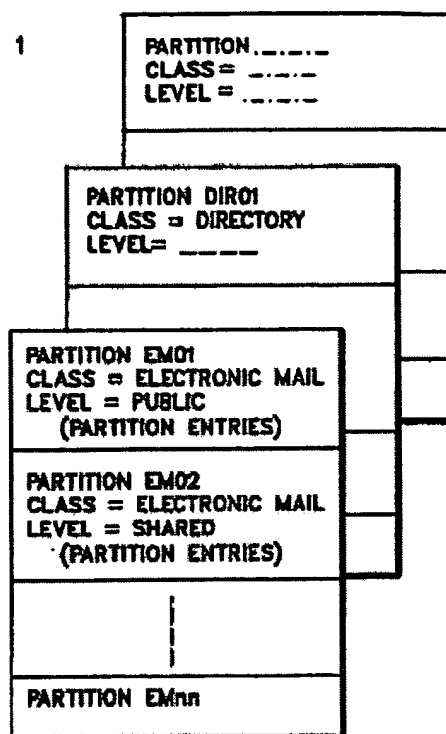 1
PARTITION _._._._
CLASS = _._._._
LEVEL = _._._._
PARTITION DIR01
CLASS = DIRECTORY
LEVEL= _ _ _ _
PARTITION EM01
CLASS = ELECTRONIC MAIL
LEVEL = PUBLIC
(PARTITION ENTRIES)
PARTITION EM02
CLASS = ELECTRONIC MAIL
LEVEL = SHARED
(PARTITION ENTRIES)
PARTITION EMnn